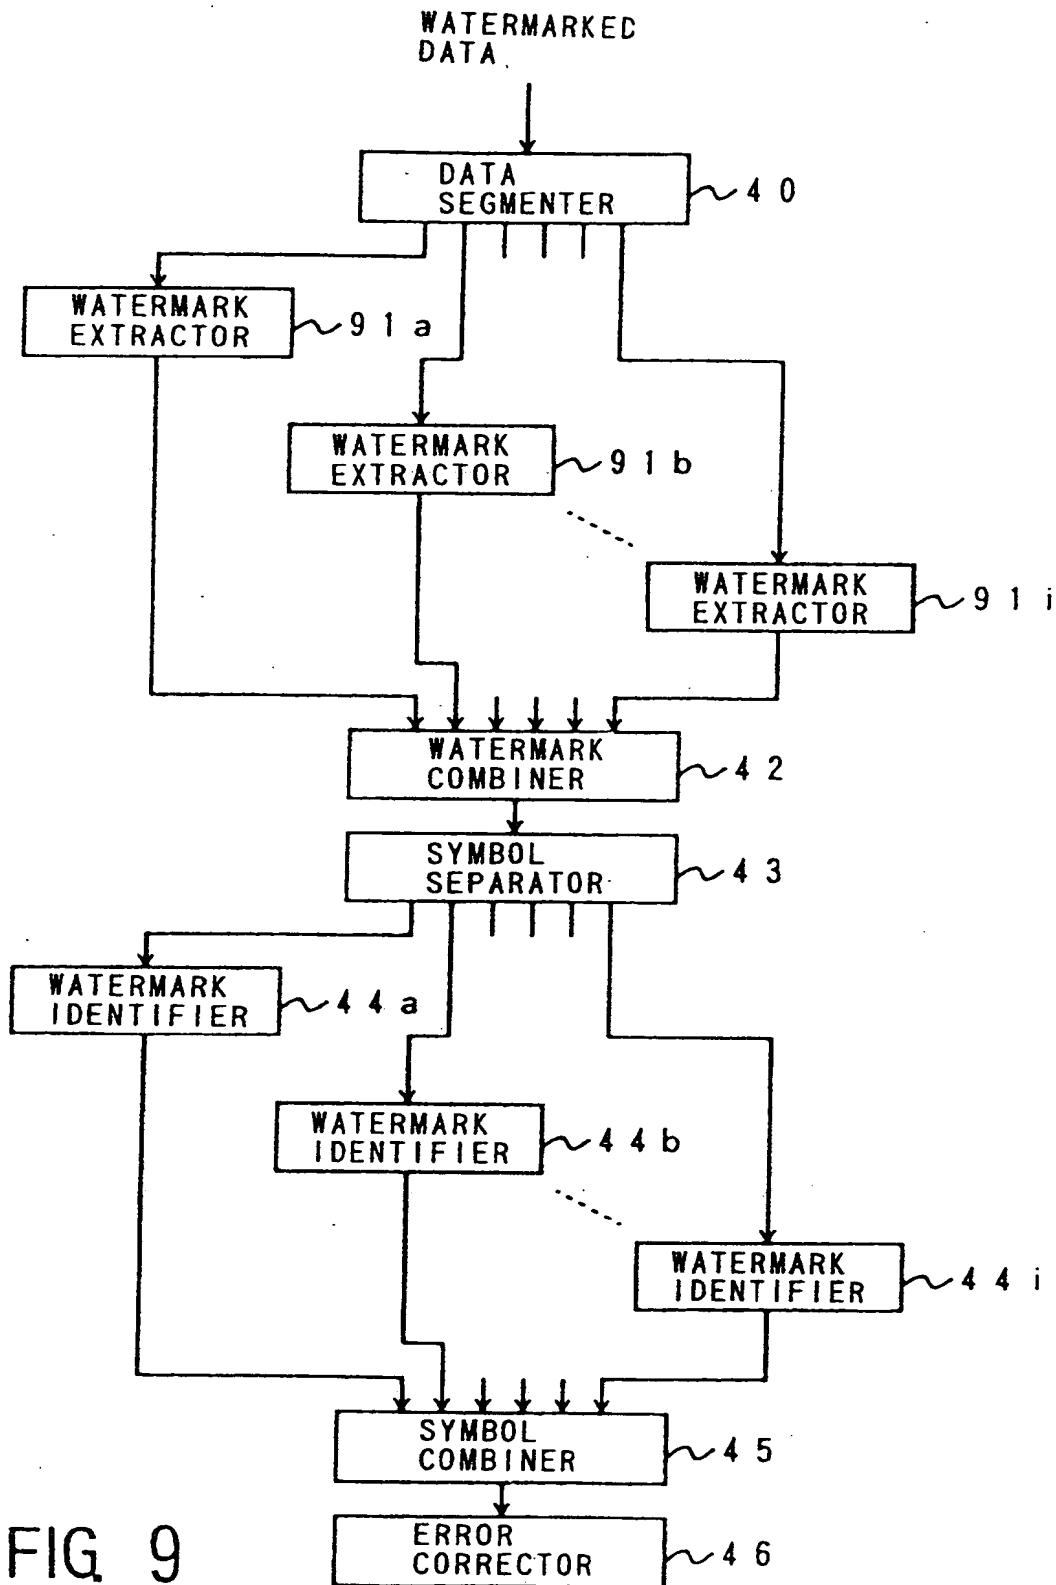 WATERMARKED
DATA
DATA
SEGMENTER
40
WATERMARK
EXTRACTOR
91a
WATERMARK
EXTRACTOR
91b
WATERMARK
EXTRACTOR
91i
WATERMARK
COMBINER
42
SYMBOL
SEPARATOR
43
WATERMARK
IDENTIFIER
44a
WATERMARK
IDENTIFIER
44b
WATERMARK
IDENTIFIER
44i
SYMBOL
COMBINER
45
ERROR
CORRECTOR
46
FIG. 9